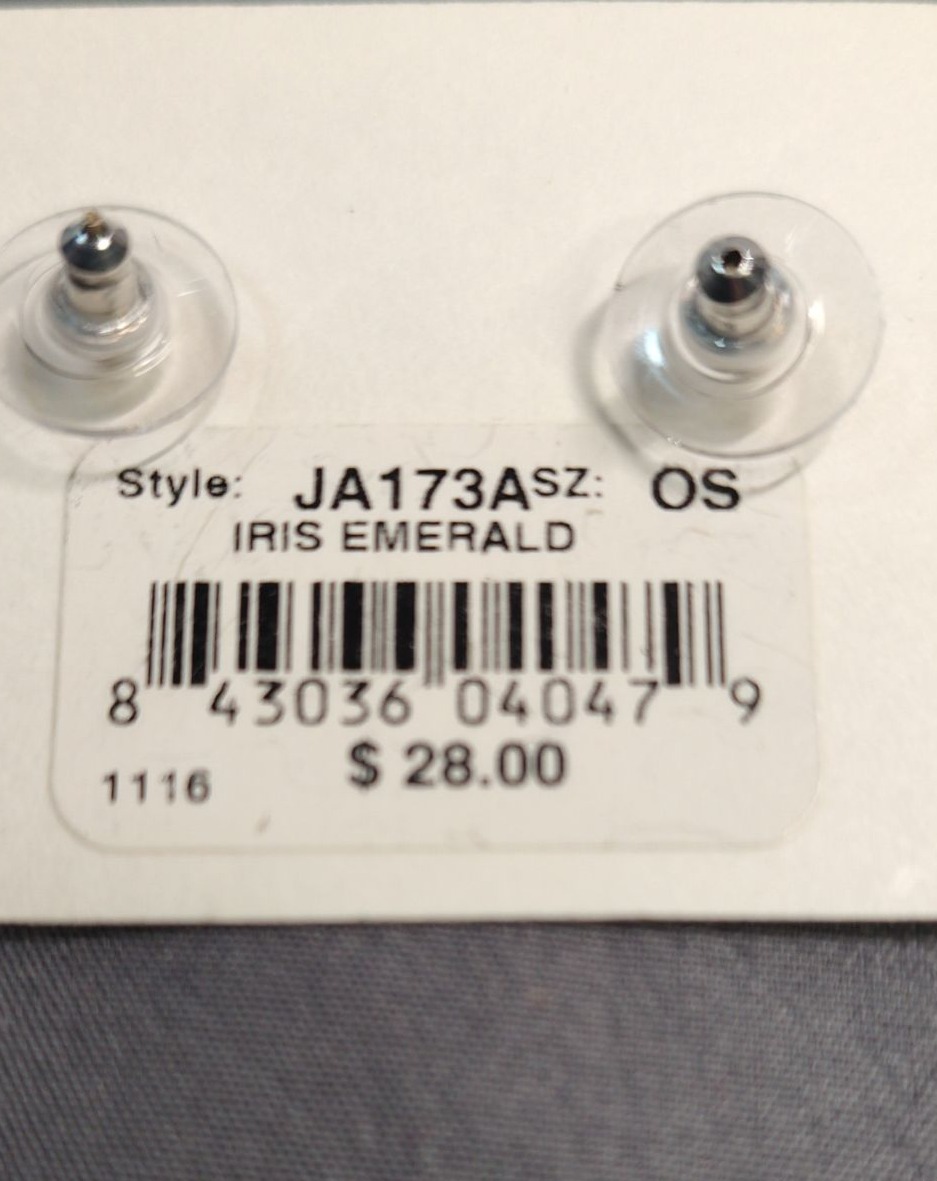 Style: JA173A SZ: OS
IRIS EMERALD
8 43036 04047 9
$ 28.00
1116